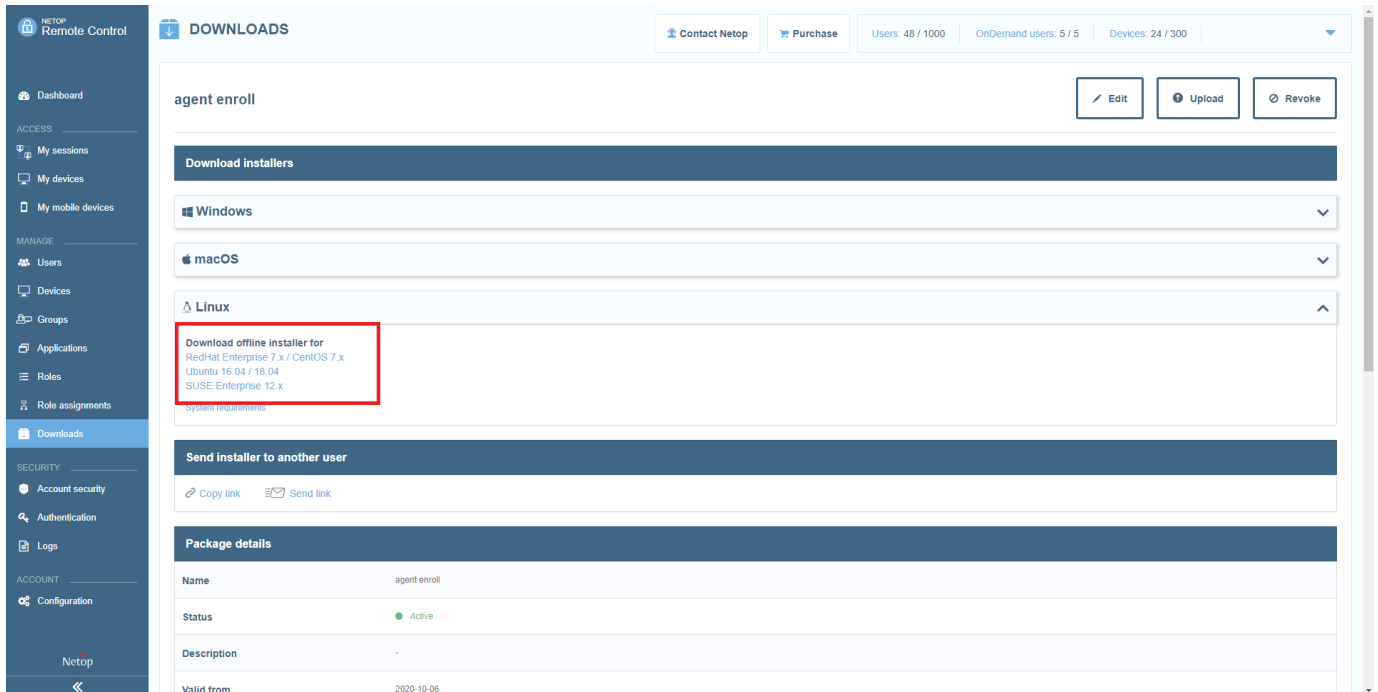 NETOP
Remote Control
DOWNLOADS
Contact Netop
Purchase
Users: 48 / 1000
OnDemand users: 5 / 5
Devices: 24 / 300
Dashboard
ACCESS
My sessions
My devices
My mobile devices
MANAGE
Users
Devices
Groups
Applications
Roles
Role assignments
Downloads
SECURITY
Account security
Authentication
Logs
ACCOUNT
Configuration
Netop
agent enroll
Edit
Upload
Revoke
Download installers
Windows
macOS
Linux
Download offline installer for
RedHat Enterprise 7.x / CentOS 7.x
Ubuntu 16.04 / 18.04
SUSE Enterprise 12.x
System requirements
Send installer to another user
Copy link
Send link
Package details
Name agent enroll
Status Active
Description -
Valid from 2020-10-06